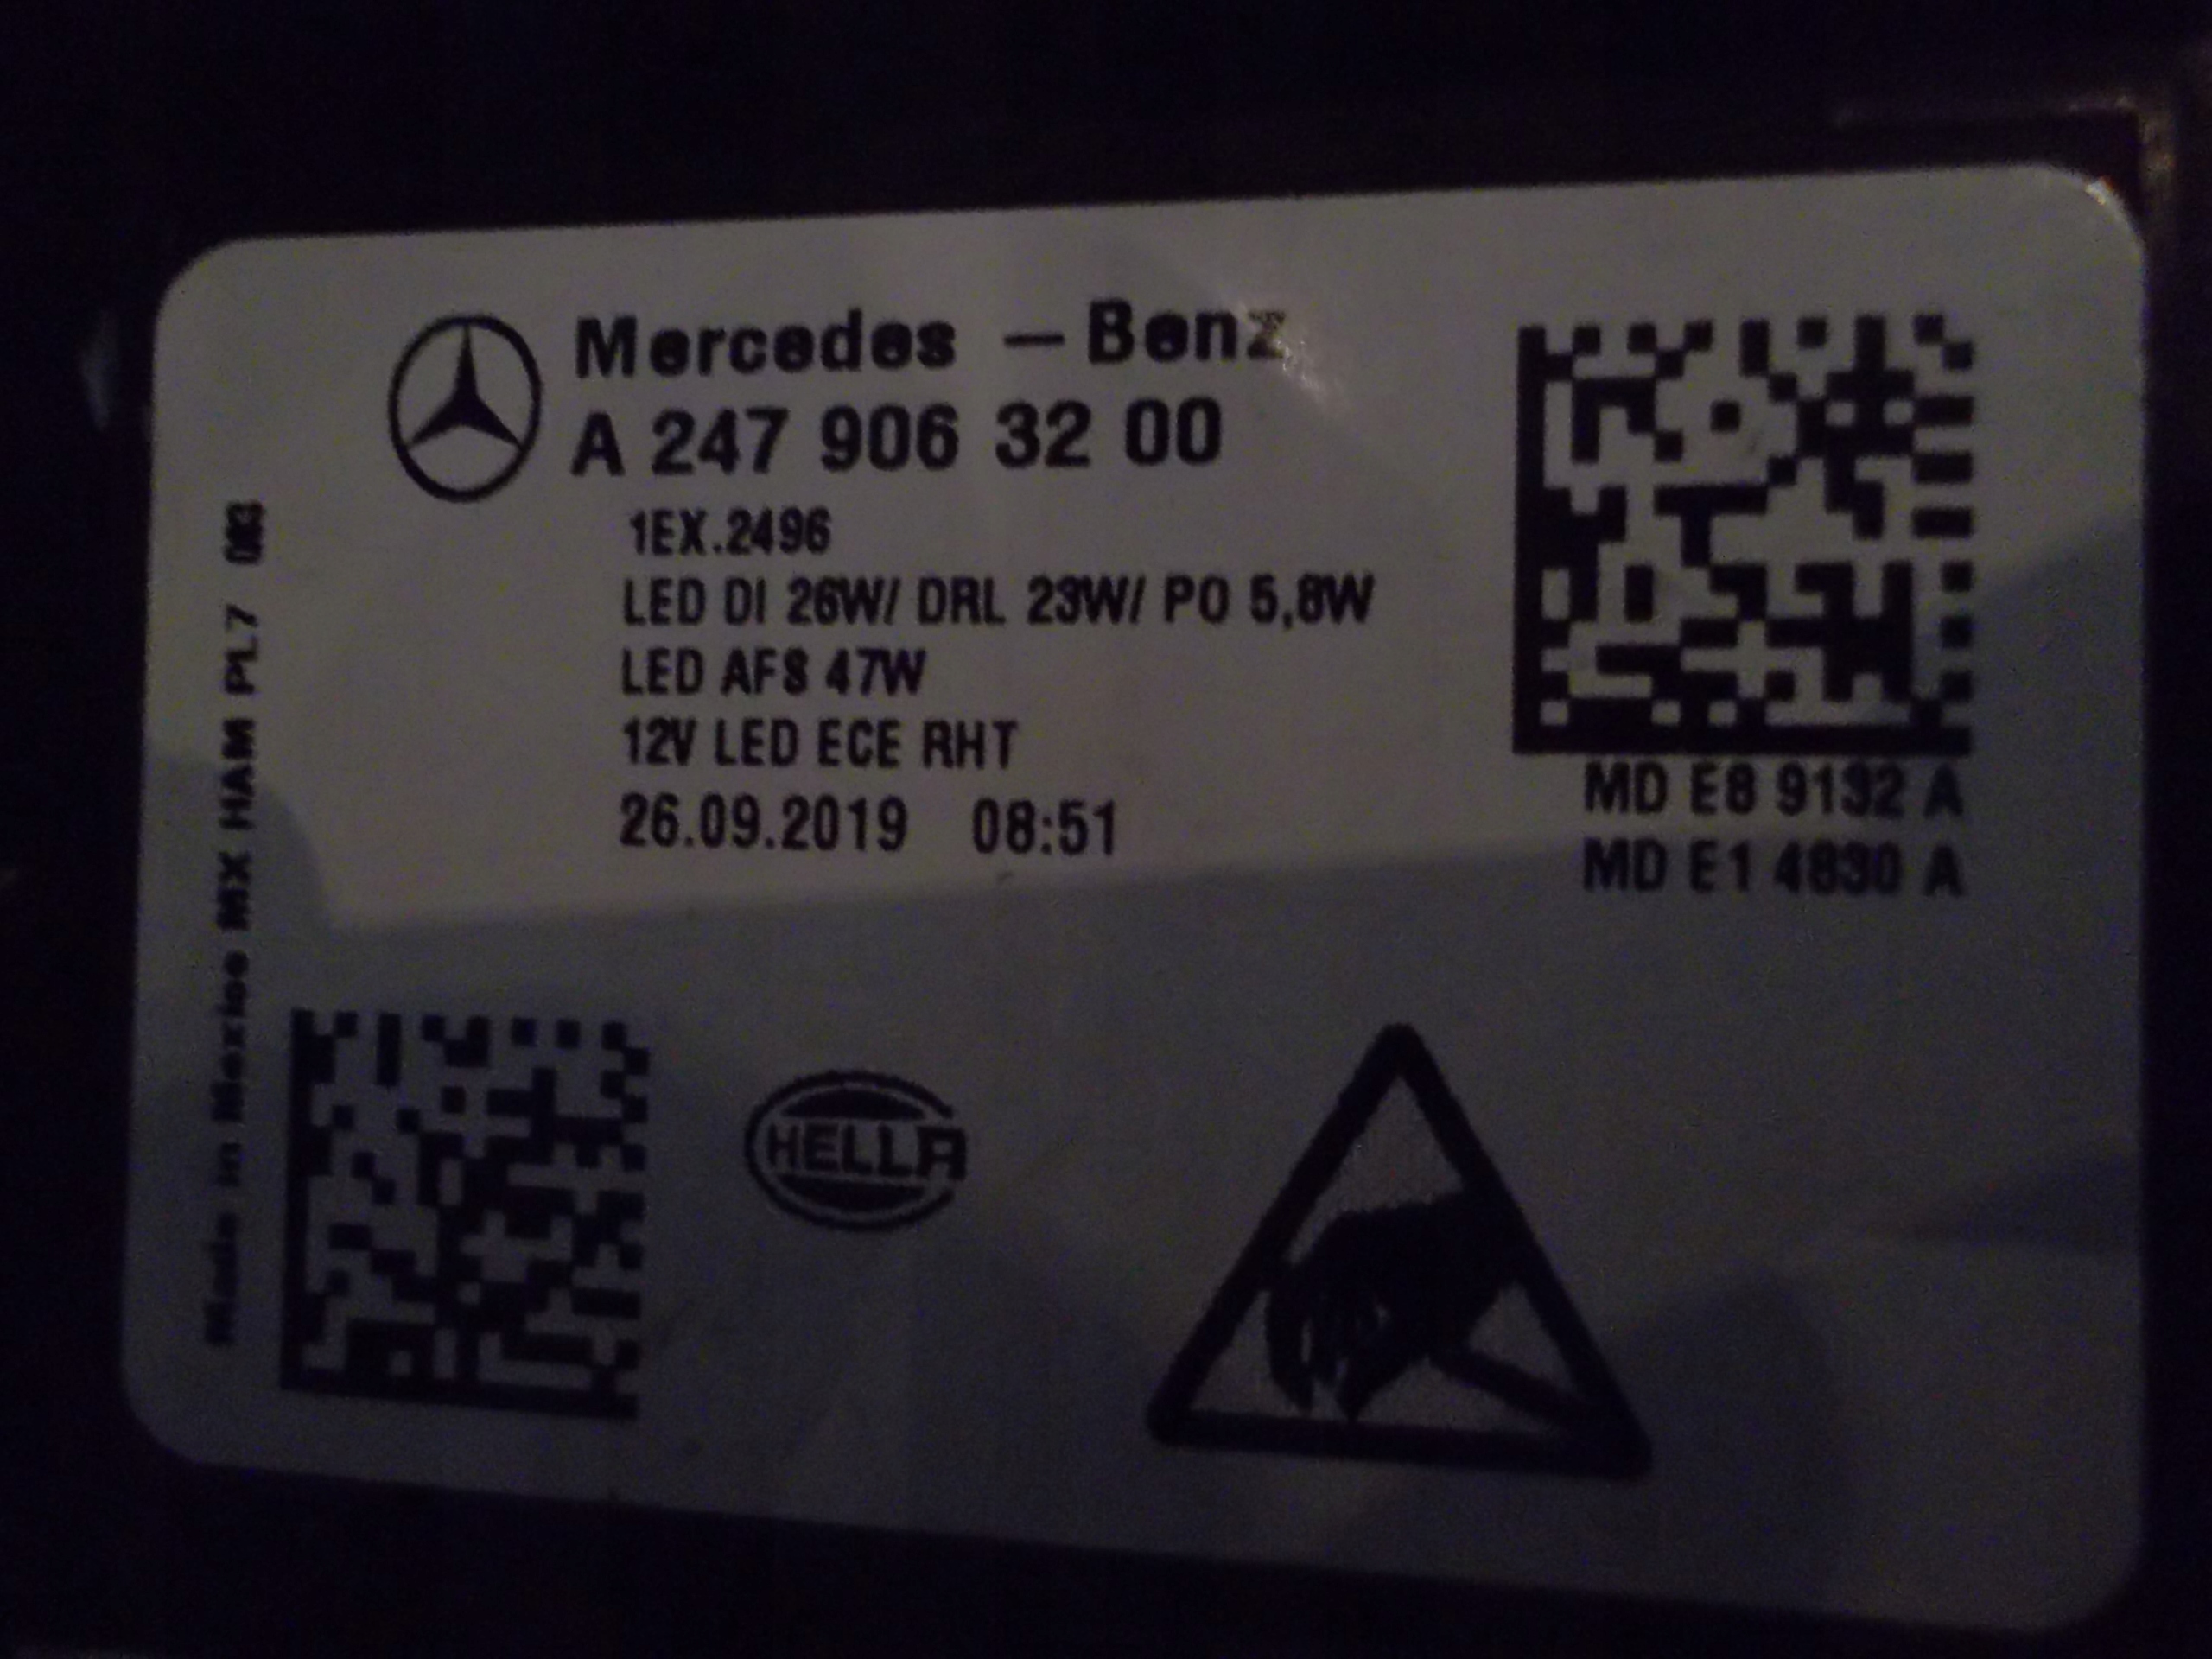 Mercedes – Benz
A 247 906 32 00
1EX.2496
LED DI 26W/ DRL 23W/ PO 5,8W
LED AFS 47W
12V LED ECE RHT
26.09.2019 08:51
MD E8 9132 A
MD E1 4830 A
Made in Mexico MX HAM PL7
HELLA